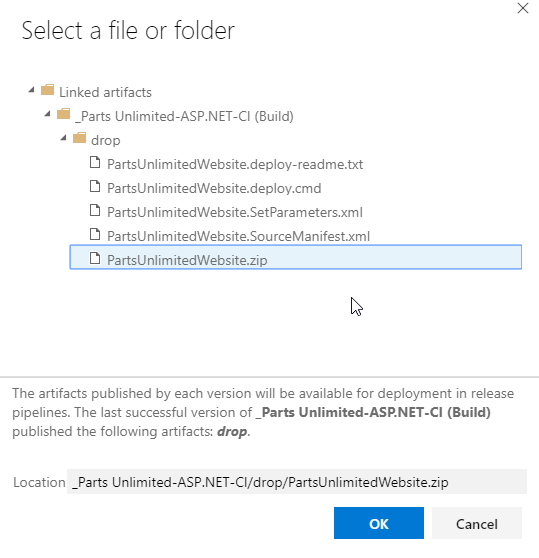 Select a file or folder
Linked artifacts
_Parts Unlimited-ASP.NET-CI (Build)
drop
PartsUnlimitedWebsite.deploy-readme.txt
PartsUnlimitedWebsite.deploy.cmd
PartsUnlimitedWebsite.SetParameters.xml
PartsUnlimitedWebsite.SourceManifest.xml
PartsUnlimitedWebsite.zip
The artifacts published by each version will be available for deployment in release
pipelines. The last successful version of _Parts Unlimited-ASP.NET-CI (Build)
published the following artifacts: drop.
Location _Parts Unlimited-ASP.NET-CI/drop/PartsUnlimitedWebsite.zip
OK Cancel